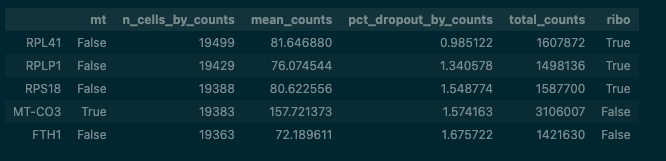 mt n_cells_by_counts mean_counts pct_dropout_by_counts total_counts ribo
RPL41 False 19499 81.646880 0.985122 1607872 True
RPLP1 False 19429 76.074544 1.340578 1498136 True
RPS18 False 19388 80.622556 1.548774 1587700 True
MT-CO3 True 19383 157.721373 1.574163 3106007 False
FTH1 False 19363 72.189611 1.675722 1421630 False